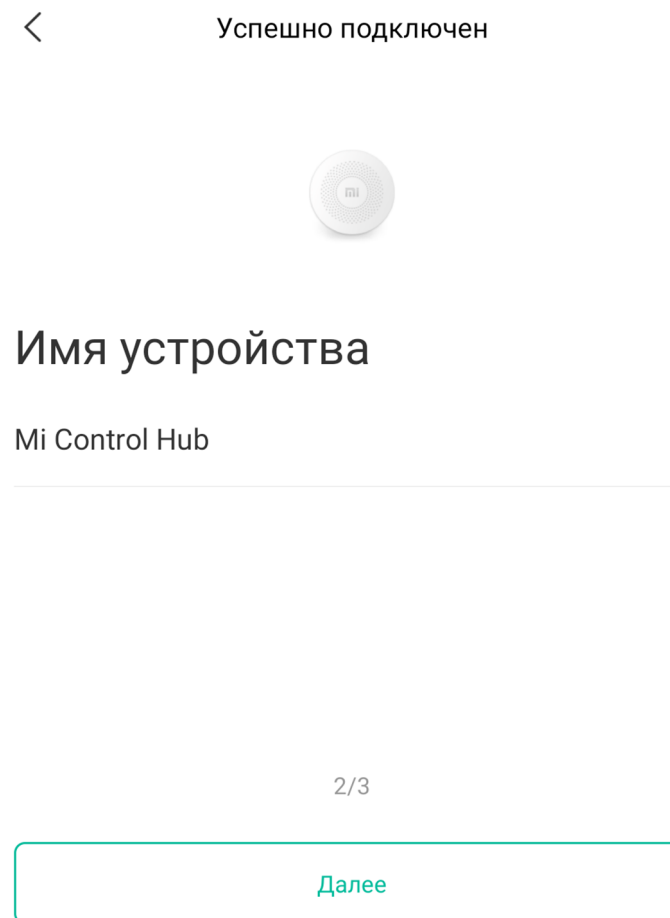 Успешно подключен
mi
Имя устройства
Mi Control Hub
2/3
Далее